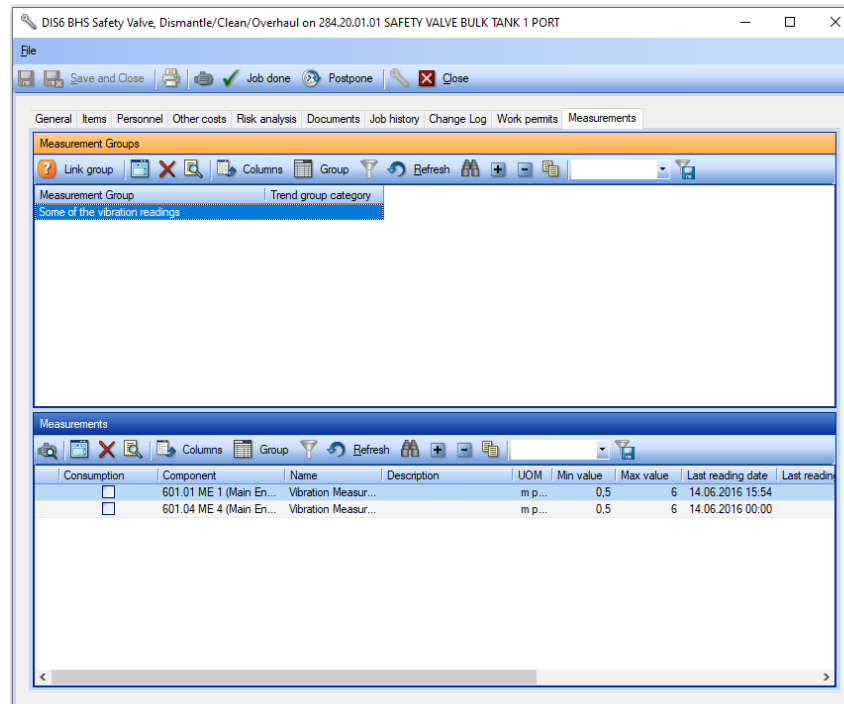 DIS6 BHS Safety Valve, Dismantle/Clean/Overhaul on 284.20.01.01 SAFETY VALVE BULK TANK 1 PORT
File
Save and Close Job done Postpone Close
General Items Personnel Other costs Risk analysis Documents Job history Change Log Work permits Measurements
Measurement Groups
Link group Columns Group Refresh
Measurement Group Trend group category
Some of the vibration readings
Measurements
Columns Group Refresh
Consumption Component Name Description UOM Min value Max value Last reading date Last reading
601.01 ME 1 (Main En... Vibration Measur... m p... 0,5 6 14.06.2016 15:54
601.04 ME 4 (Main En... Vibration Measur... m p... 0,5 6 14.06.2016 00:00